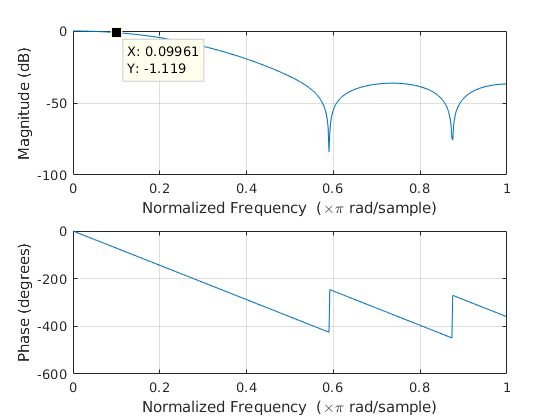 0
-50
-100
Magnitude (dB)
X: 0.09961
Y: -1.119
0 0.2 0.4 0.6 0.8 1
Normalized Frequency (×π rad/sample)
0
-200
-400
-600
Phase (degrees)
0 0.2 0.4 0.6 0.8 1
Normalized Frequency (×π rad/sample)